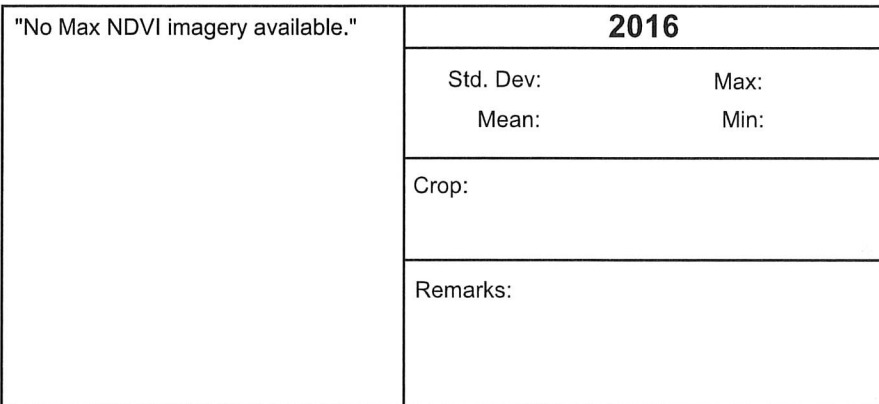 "No Max NDVI imagery available."
2016
Std. Dev: Max:
Mean: Min:
Crop:
Remarks: